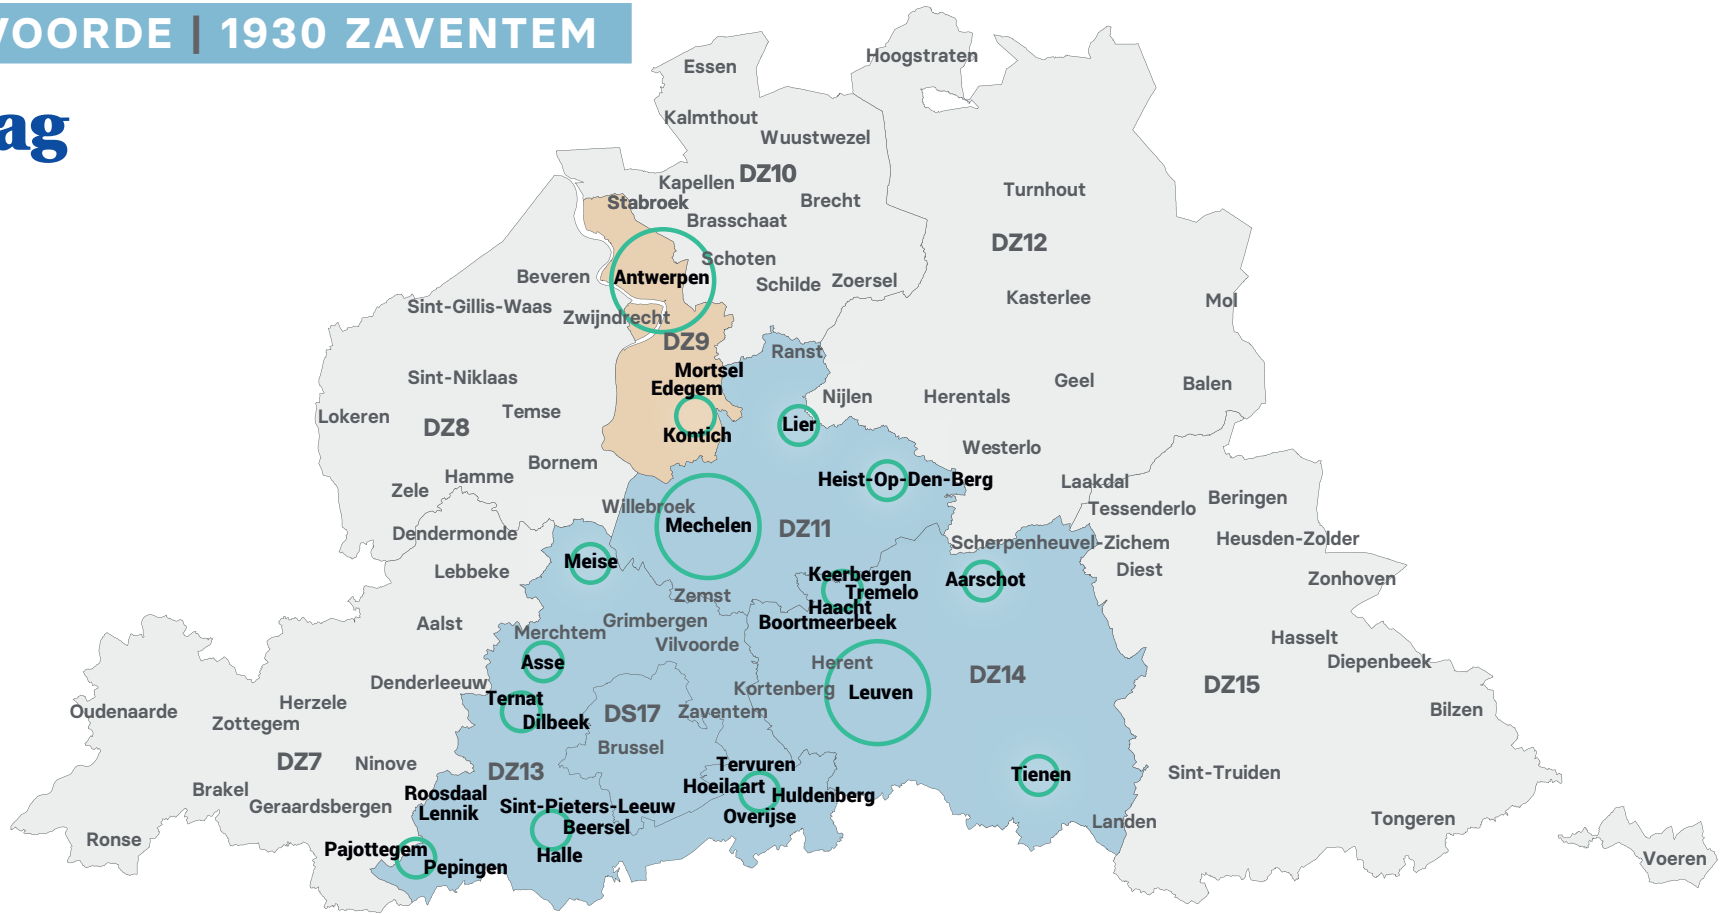 VOORDE | 1930 ZAVENTEM
ag
Hoogstraten
Essen
Kalmthout
Wuustwezel
DZ10
Kapellen
Turnhout
Stabroek
Brecht
Brasschaat
DZ12
Schoten
Beveren
Antwerpen
Schilde
Zoersel
Kasterlee
Mol
Sint-Gillis-Waas
Zwijndrecht
DZ9
Ranst
Mortsel
Sint-Niklaas
Edegem
Geel
Balen
Nijlen
Herentals
Lokeren
Temse
DZ8
Lier
Kontich
Westerlo
Bornem
Hamme
Heist-Op-Den-Berg
Laakdal
Zele
Beringen
Willebroek
Tessenderlo
Mechelen
DZ11
Dendermonde
Scherpenheuvel-Zichem
Heusden-Zolder
Meise
Lebbeke
Keerbergen
Aarschot
Diest
Zonhoven
Zemst
Tremelo
Haacht
Aalst
Grimbergen
Boortmeerbeek
Merchtem
Hasselt
Vilvoorde
Asse
Herent
Diepenbeek
DZ14
Denderleeuw
Kortenberg
Leuven
DZ15
Ternat
Herzele
Oudenaarde
DS17
Zaventem
Bilzen
Zottegem
Dilbeek
Brussel
DZ7
Ninove
DZ13
Tervuren
Tienen
Sint-Truiden
Brakel
Roosdaal
Hoeilaart
Huldenberg
Geraardsbergen
Lennik
Sint-Pieters-Leeuw
Overijse
Landen
Tongeren
Beersel
Ronse
Pajottegem
Halle
Voeren
Pepingen